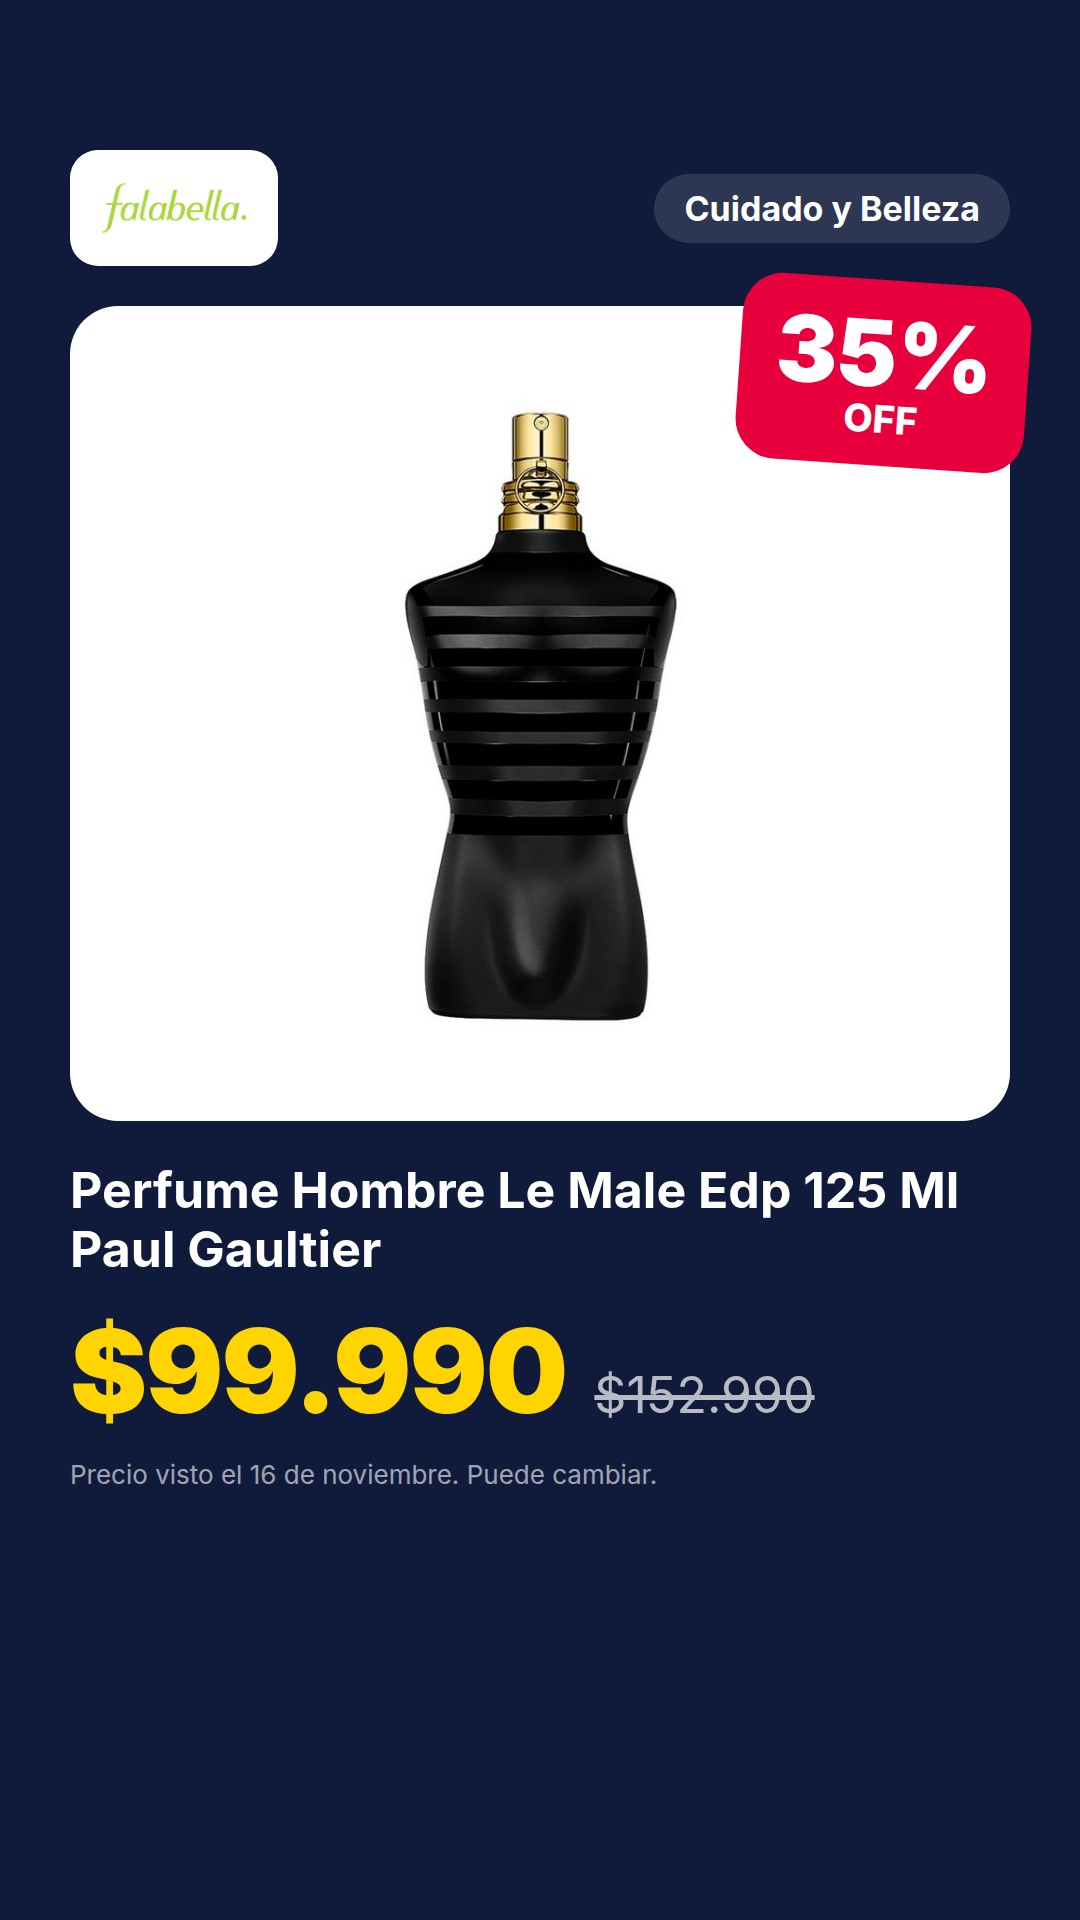 falabella.
Cuidado y Belleza
35%
OFF
Perfume Hombre Le Male Edp 125 Ml
Paul Gaultier
$99.990 $152.990
Precio visto el 16 de noviembre. Puede cambiar.